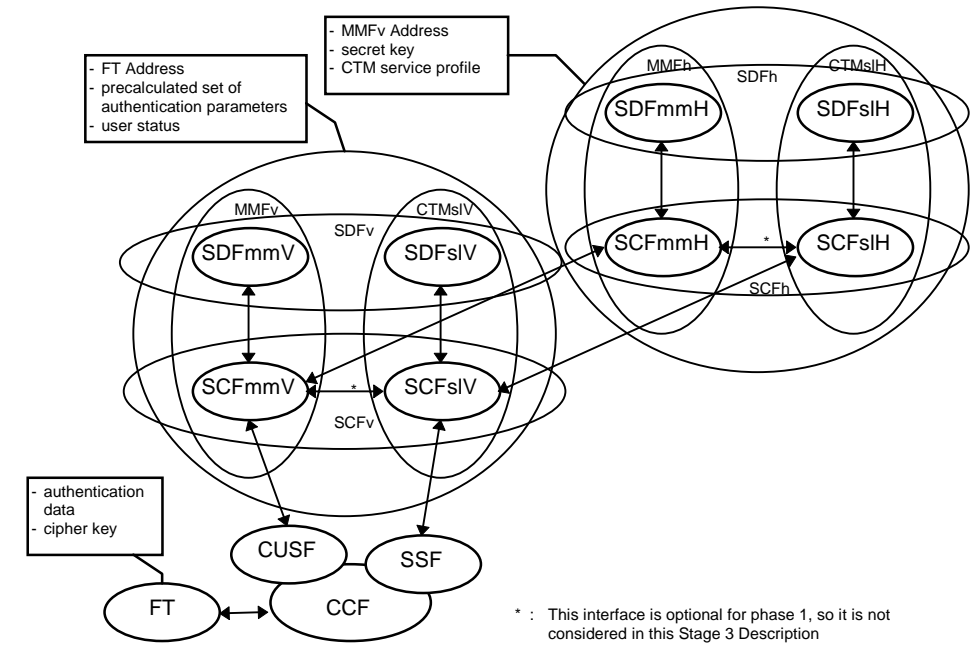 - MMFv Address
- secret key
- CTM service profile
- FT Address
- precalculated set of
authentication parameters
- user status
MMFh
SDFh
CTMslH
SDFmmH
SDFslH
SCFmmH
*
SCFslH
SCFh
MMFv
SDFv
CTMslV
SDFmmV
SDFslV
SCFmmV
*
SCFslV
SCFv
- authentication
data
- cipher key
CUSF
SSF
FT
CCF
* : This interface is optional for phase 1, so it is not
considered in this Stage 3 Description